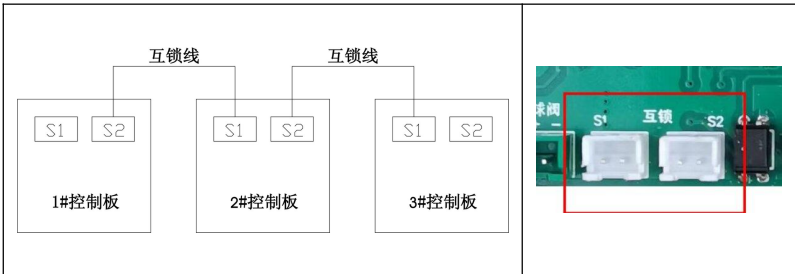 互锁线 互锁线
S1 S2 S1 S2 S1 S2
1#控制板 2#控制板 3#控制板
球阀
+ -
S1 互锁 S2